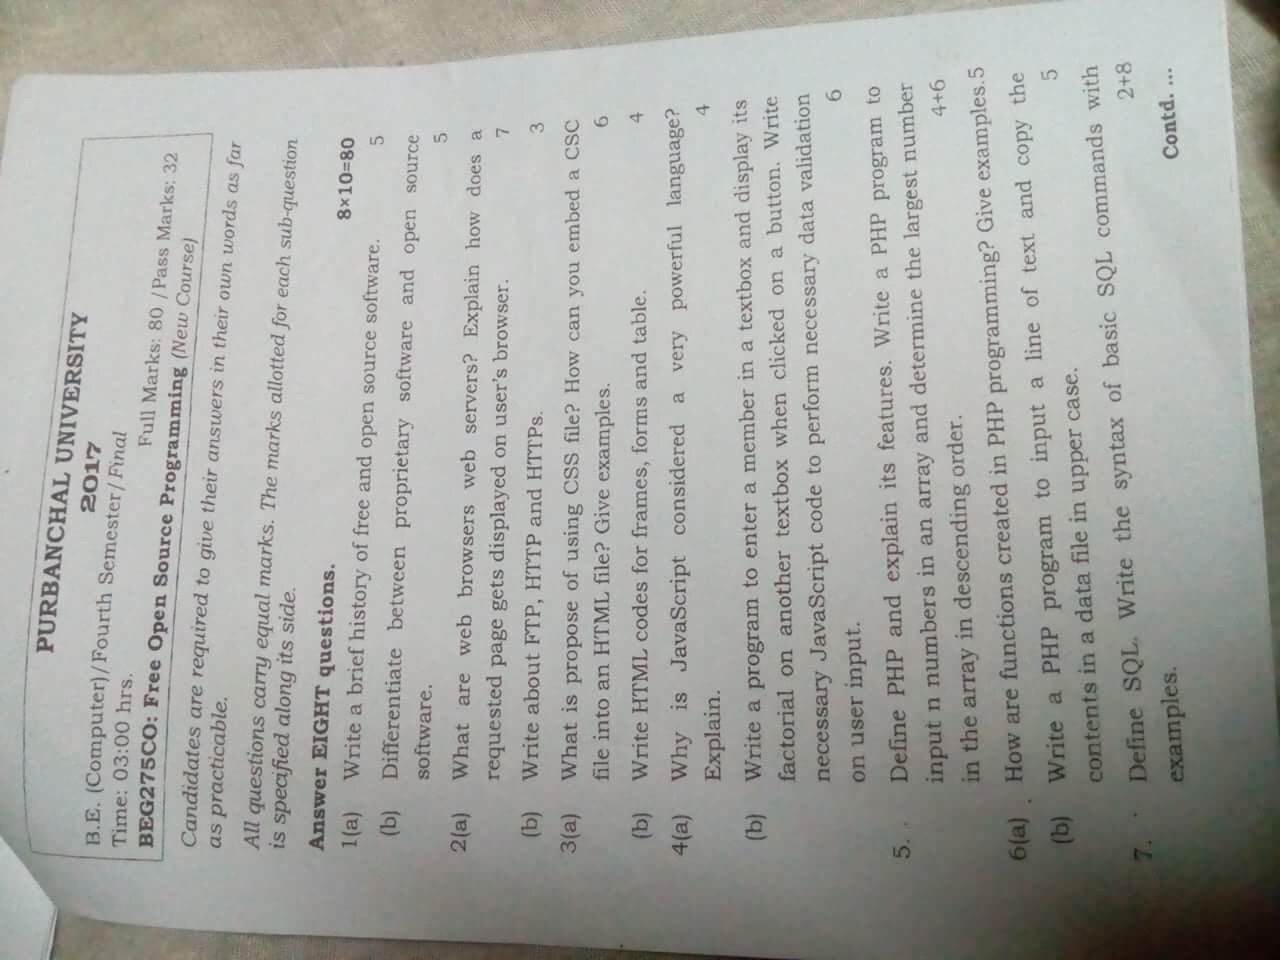 PURBANCHAL UNIVERSITY
2017
B.E. (Computer)/Fourth Semester/Final
Time: 03:00 hrs. Full Marks: 80 /Pass Marks: 32
BEG275CO: Free Open Source Programming (New Course)
Candidates are required to give their answers in their own words as far
as practicable.
All questions carry equal marks. The marks allotted for each sub-question
is specified along its side.
Answer EIGHT questions. 8×10=80
1(a) Write a brief history of free and open source software. 5
(b) Differentiate between proprietary software and open source
software. 5
2(a) What are web browsers web servers? Explain how does a
requested page gets displayed on user's browser. 7
(b) Write about FTP, HTTP and HTTPs. 3
3(a) What is propose of using CSS file? How can you embed a CSC
file into an HTML file? Give examples. 6
(b) Write HTML codes for frames, forms and table. 4
4(a) Why is JavaScript considered a very powerful language?
Explain. 4
(b) Write a program to enter a member in a textbox and display its
factorial on another textbox when clicked on a button. Write
necessary JavaScript code to perform necessary data validation
on user input. 6
5. Define PHP and explain its features. Write a PHP program to
input n numbers in an array and determine the largest number
in the array in descending order. 4+6
6(a) How are functions created in PHP programming? Give examples.5
(b) Write a PHP program to input a line of text and copy the
contents in a data file in upper case. 5
7. Define SQL. Write the syntax of basic SQL commands with
examples. 2+8
Contd. ...